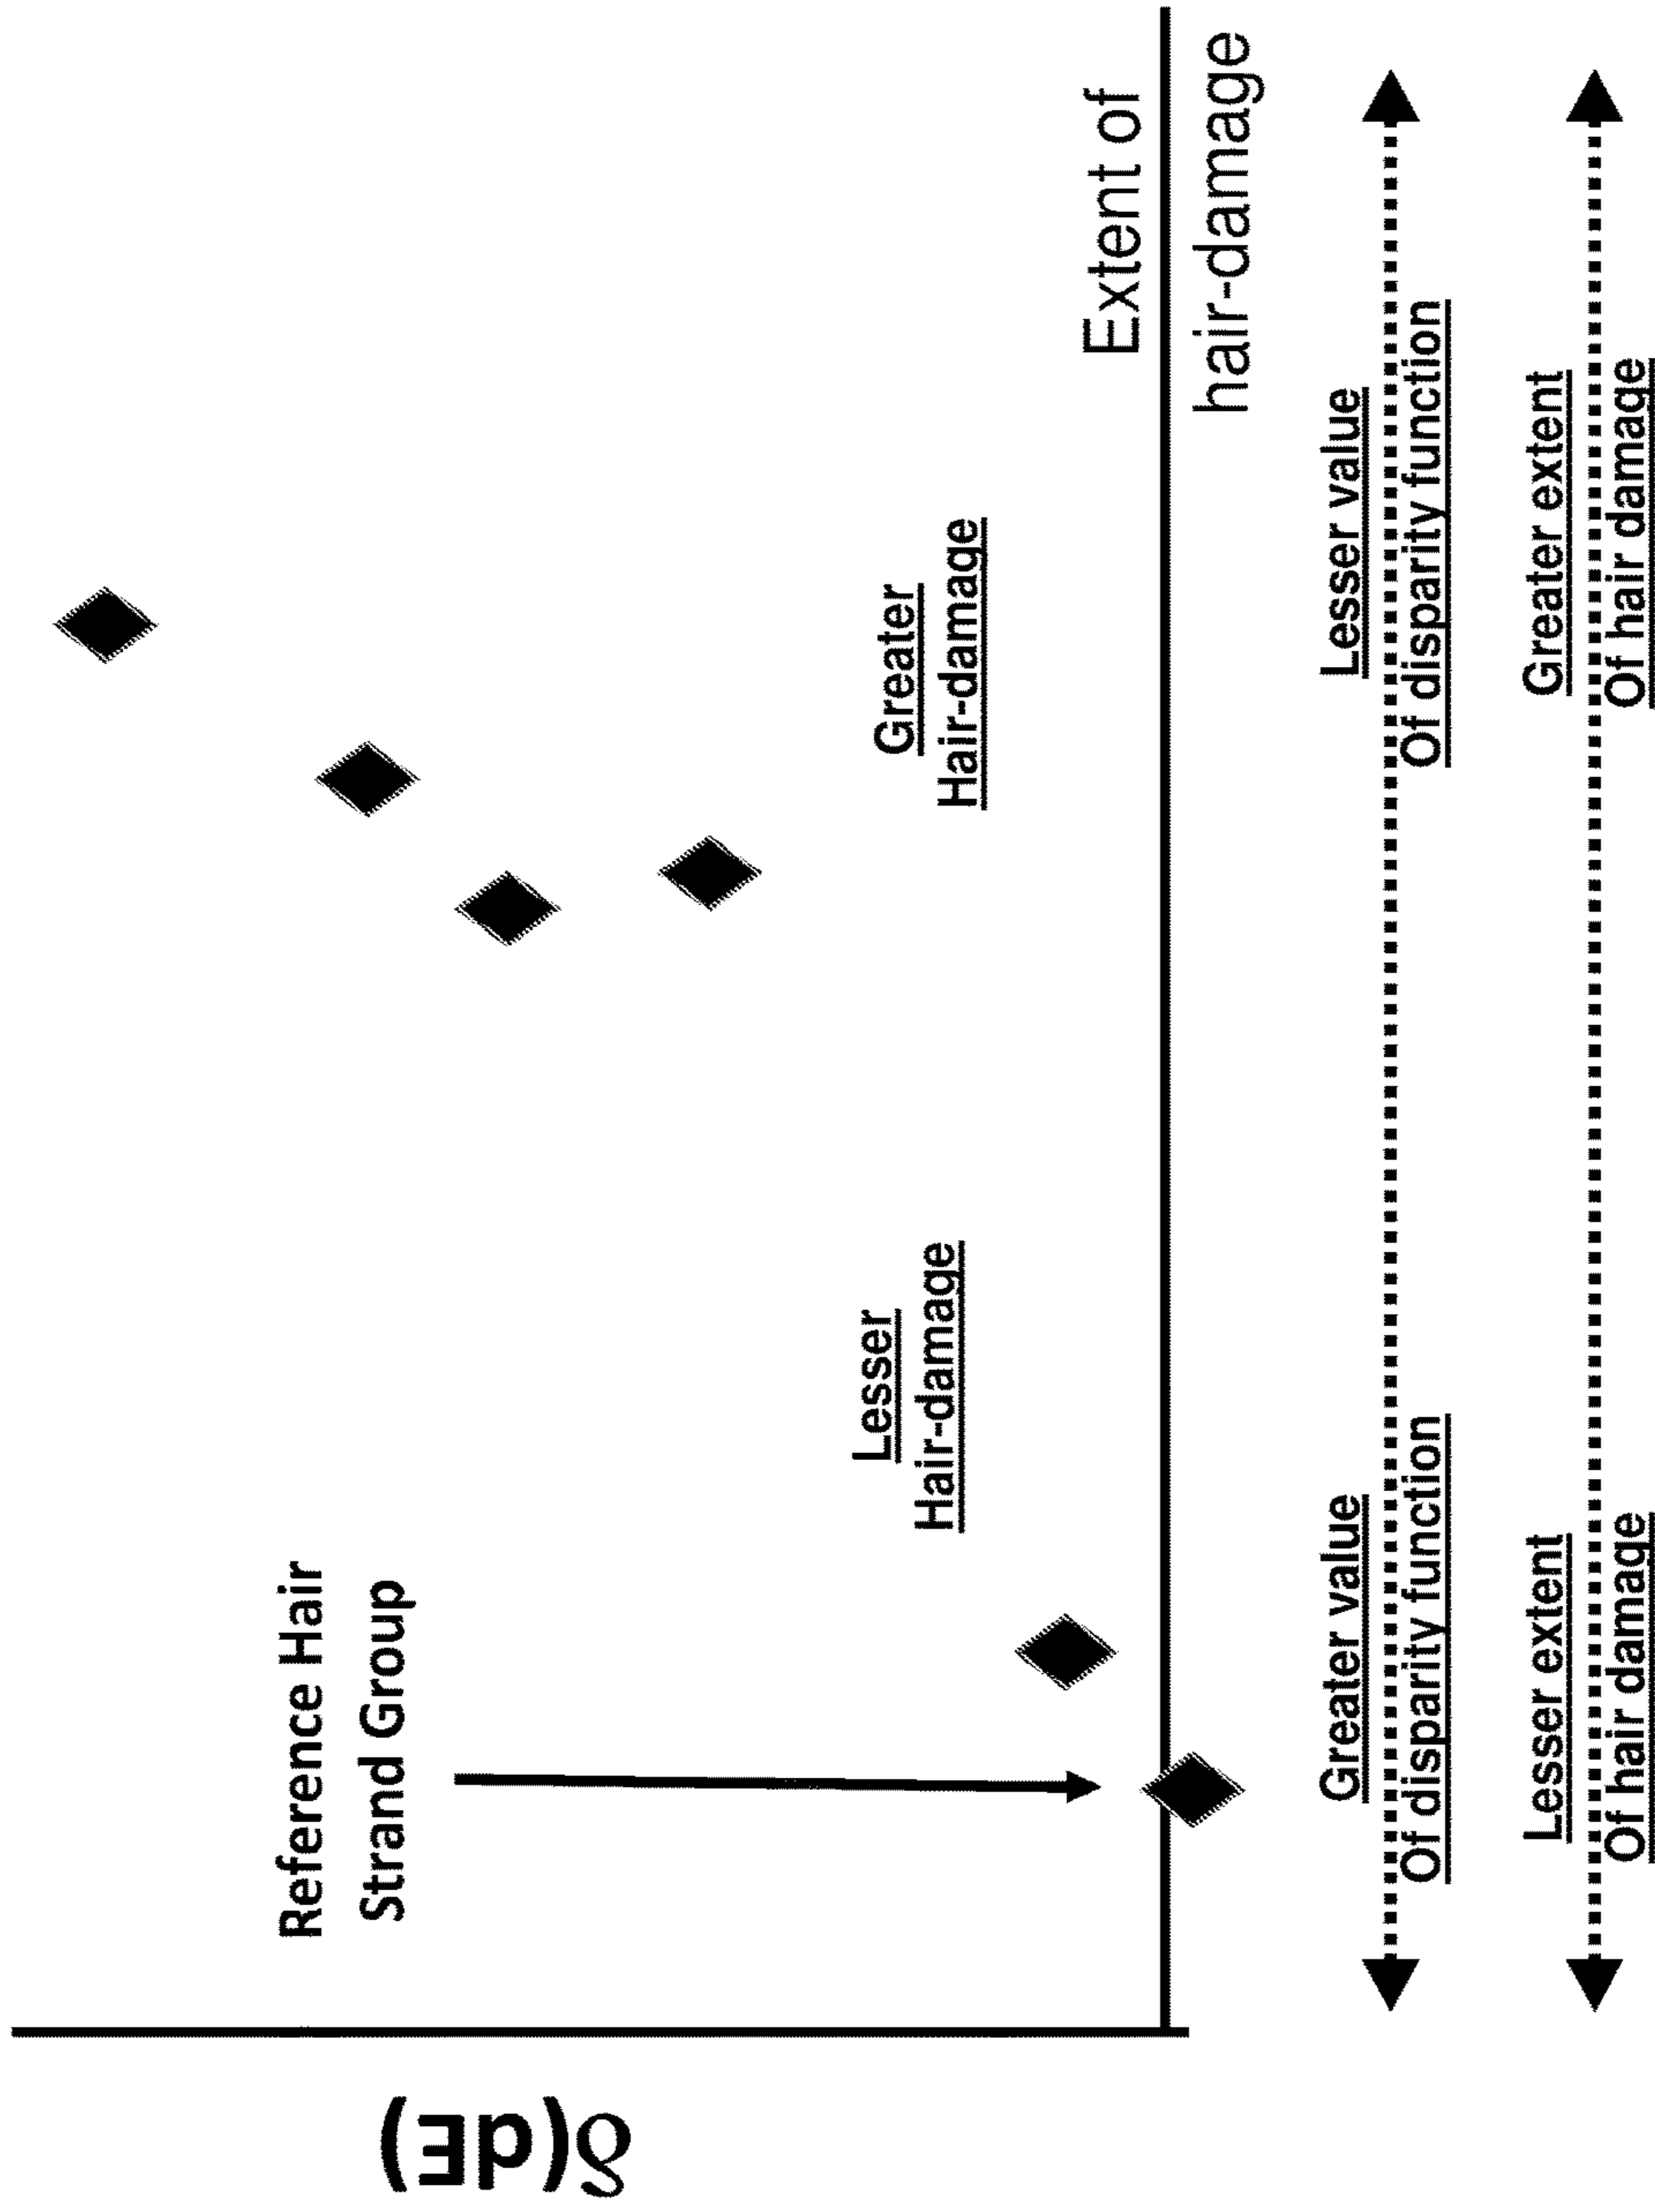 δ(dE)
Reference Hair
Strand Group
Lesser
Hair-damage
Greater
Hair-damage
Extent of
hair-damage
Greater value
Of disparity function
Lesser value
Of disparity function
Lesser extent
Of hair damage
Greater extent
Of hair damage